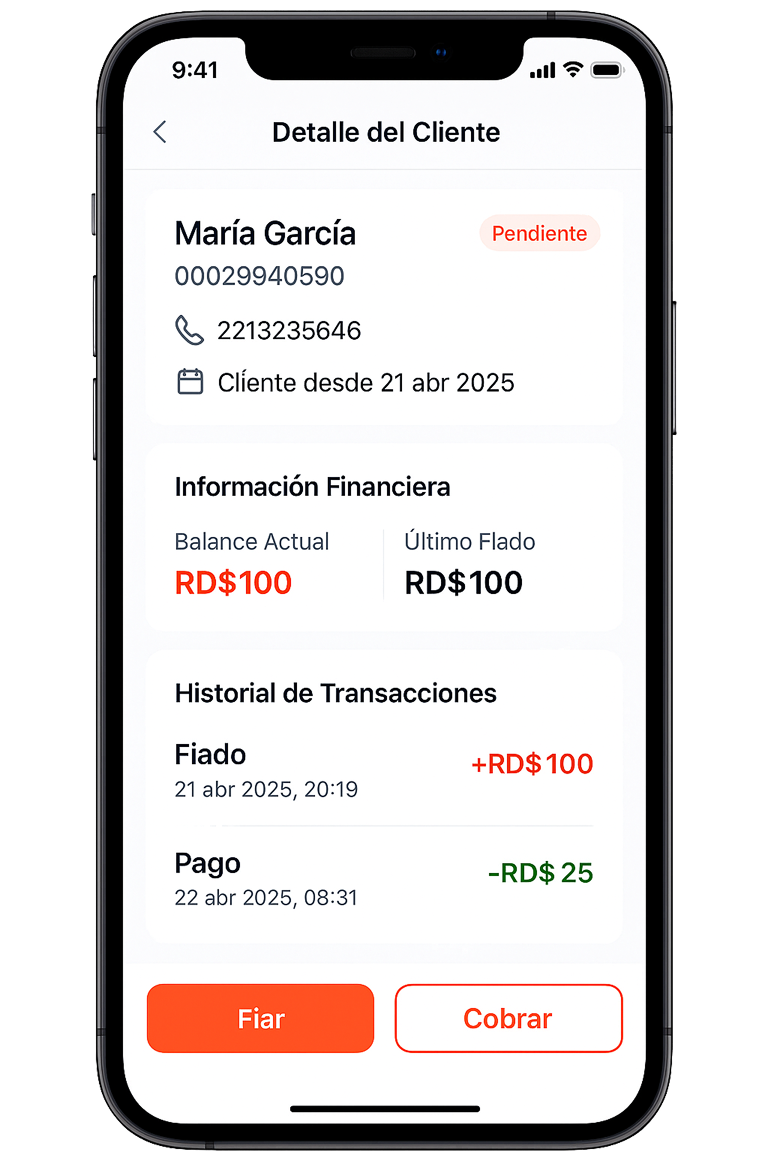 9:41
Detalle del Cliente
María García
Pendiente
00029940590
2213235646
Clíente desde 21 abr 2025
Información Financiera
Balance Actual
Último Flado
RD$100
RD$100
Historial de Transacciones
Fiado
+RD$100
21 abr 2025, 20:19
Pago
-RD$ 25
22 abr 2025, 08:31
Fiar
Cobrar